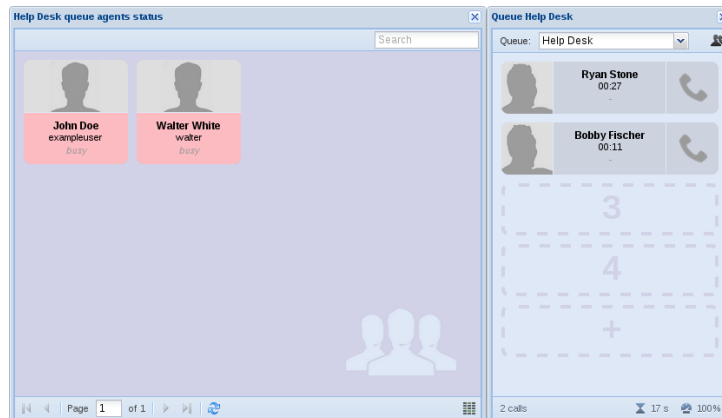 Help Desk queue agents status
Search
John Doe
exampleuser
busy
Walter White
walter
busy
Page 1 of 1
Queue Help Desk
Queue: Help Desk
Ryan Stone
00:27
-
Bobby Fischer
00:11
-
3
4
+
2 calls
17 s
100%